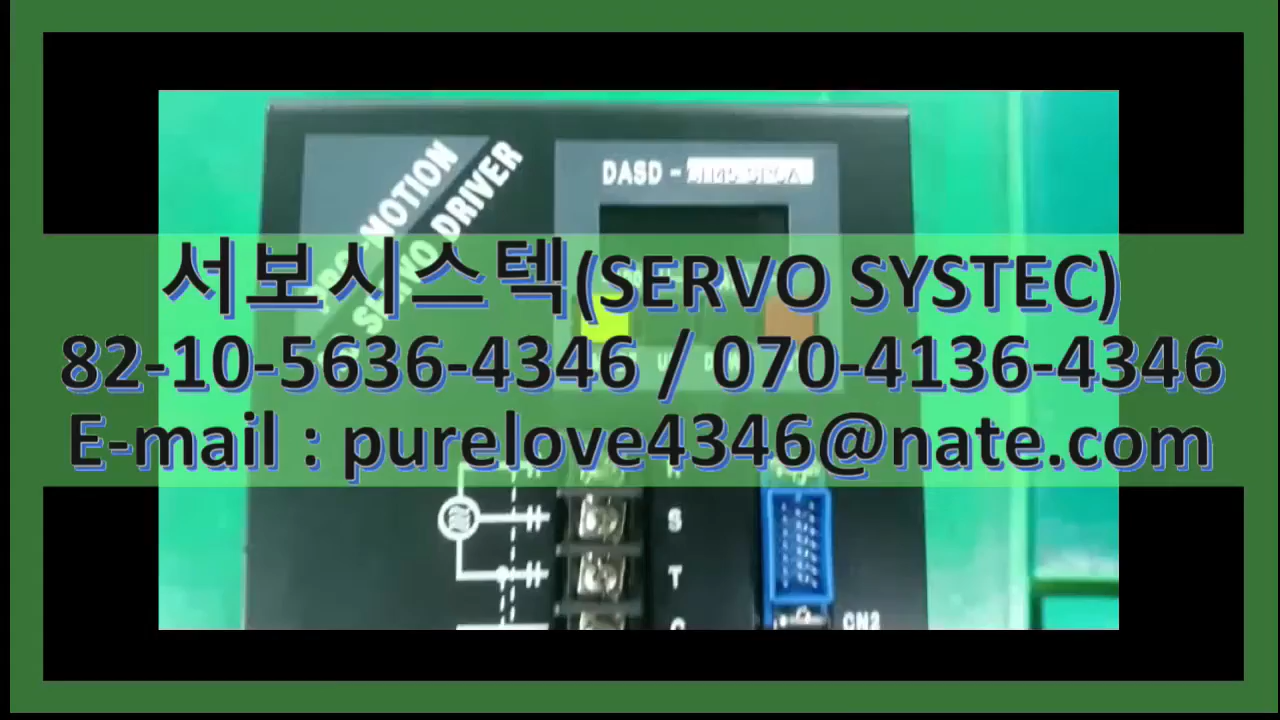 DASD -
MOTION
SERVO DRIVER
서보시스텍(SERVO SYSTEC)
82-10-5636-4346 / 070-4136-4346
E-mail : purelove4346@nate.com
R
S
T
CN2